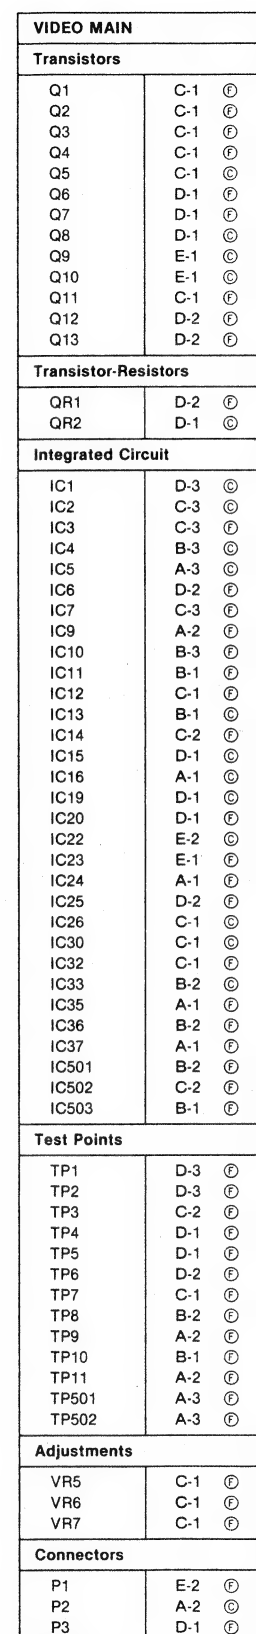 VIDEO MAIN
Transistors
Q1 C-1 Ⓕ
Q2 C-1 Ⓕ
Q3 C-1 Ⓕ
Q4 C-1 Ⓕ
Q5 C-1 Ⓒ
Q6 D-1 Ⓕ
Q7 D-1 Ⓕ
Q8 D-1 Ⓒ
Q9 E-1 Ⓒ
Q10 E-1 Ⓒ
Q11 C-1 Ⓕ
Q12 D-2 Ⓕ
Q13 D-2 Ⓕ
Transistor-Resistors
QR1 D-2 Ⓕ
QR2 D-1 Ⓒ
Integrated Circuit
IC1 D-3 Ⓒ
IC2 C-3 Ⓒ
IC3 C-3 Ⓕ
IC4 B-3 Ⓒ
IC5 A-3 Ⓒ
IC6 D-2 Ⓕ
IC7 C-3 Ⓕ
IC9 A-2 Ⓕ
IC10 B-3 Ⓕ
IC11 B-1 Ⓕ
IC12 C-1 Ⓕ
IC13 B-1 Ⓒ
IC14 C-2 Ⓕ
IC15 D-1 Ⓒ
IC16 A-1 Ⓒ
IC19 D-1 Ⓒ
IC20 D-1 Ⓕ
IC22 E-2 Ⓒ
IC23 E-1 Ⓕ
IC24 A-1 Ⓕ
IC25 D-2 Ⓕ
IC26 C-1 Ⓒ
IC30 C-1 Ⓒ
IC32 C-1 Ⓕ
IC33 B-2 Ⓒ
IC35 A-1 Ⓕ
IC36 B-2 Ⓕ
IC37 A-1 Ⓕ
IC501 B-2 Ⓕ
IC502 C-2 Ⓕ
IC503 B-1 Ⓕ
Test Points
TP1 D-3 Ⓕ
TP2 D-3 Ⓕ
TP3 C-2 Ⓕ
TP4 D-1 Ⓕ
TP5 D-1 Ⓕ
TP6 D-2 Ⓕ
TP7 C-1 Ⓕ
TP8 B-2 Ⓕ
TP9 A-2 Ⓕ
TP10 B-1 Ⓕ
TP11 A-2 Ⓕ
TP501 A-3 Ⓕ
TP502 A-3 Ⓕ
Adjustments
VR5 C-1 Ⓕ
VR6 C-1 Ⓕ
VR7 C-1 Ⓕ
Connectors
P1 E-2 Ⓕ
P2 A-2 Ⓒ
P3 D-1 Ⓕ